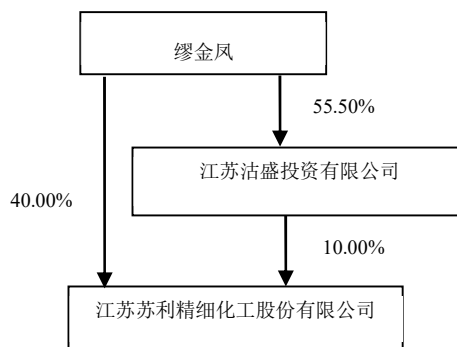 缪金凤
55.50%
江苏沽盛投资有限公司
40.00%
10.00%
江苏苏利精细化工股份有限公司